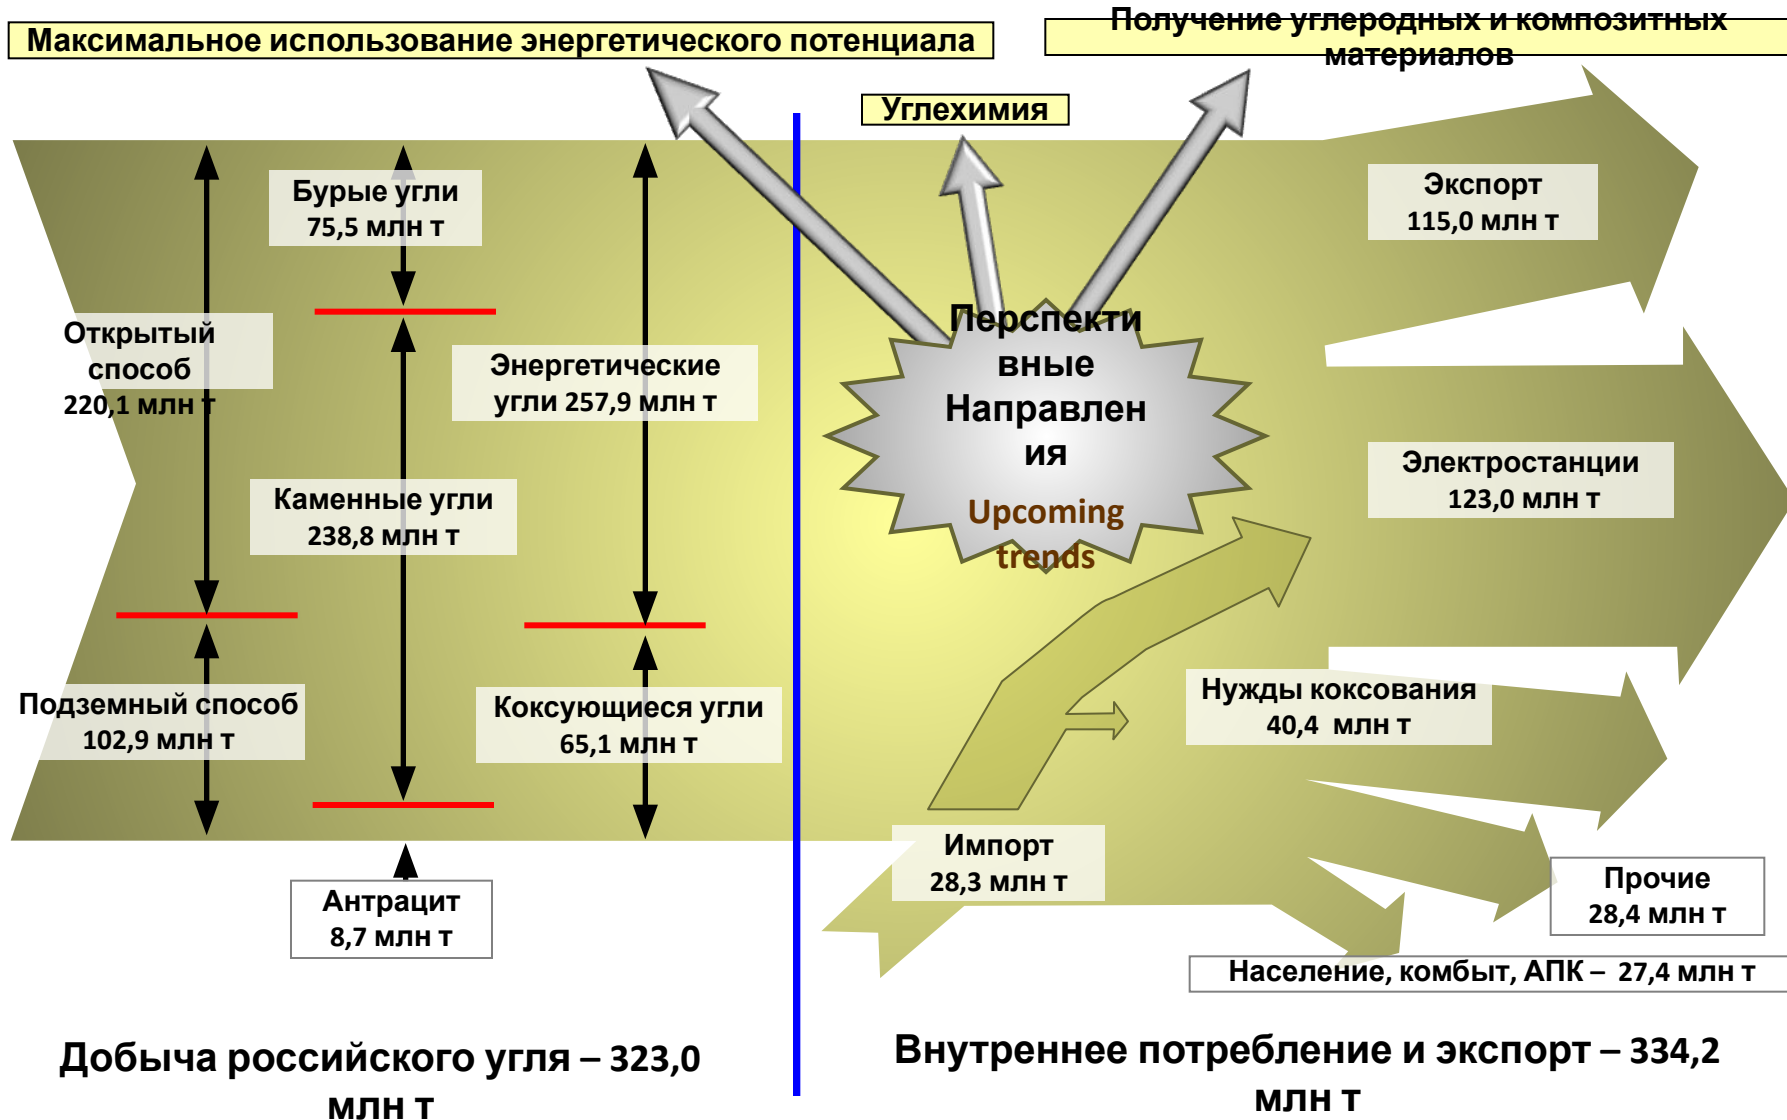 Максимальное использование энергетического потенциала
Получение углеродных и композитных
материалов
Углехимия
Бурые угли
75,5 млн т
Экспорт
115,0 млн т
Открытый
способ
220,1 млн т
Энергетические
угли 257,9 млн т
Перспекти
вные
Направлен
ия
Upcoming
trends
Каменные угли
238,8 млн т
Электростанции
123,0 млн т
Подземный способ
102,9 млн т
Коксующиеся угли
65,1 млн т
Нужды коксования
40,4 млн т
Импорт
28,3 млн т
Антрацит
8,7 млн т
Прочие
28,4 млн т
Население, комбыт, АПК – 27,4 млн т
Добыча российского угля – 323,0
млн т
Внутреннее потребление и экспорт – 334,2
млн т